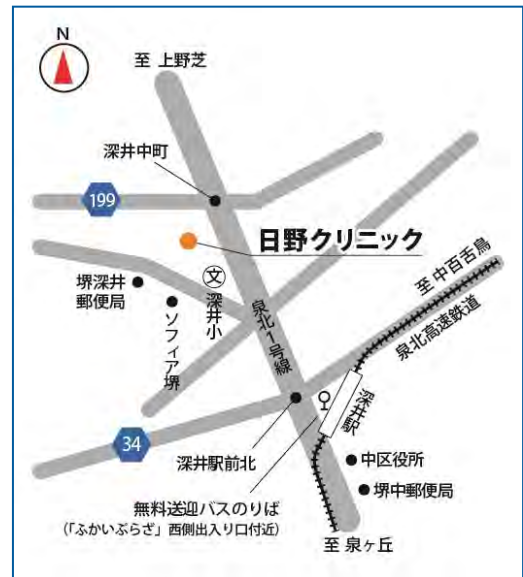 N
至 上野芝
深井中町
199
日野クリニック
文
深井小
堺深井
郵便局
ソフィア堺
泉北1号線
至 中百舌鳥
泉北高速鉄道
深井駅
34
深井駅前北
中区役所
堺中郵便局
無料送迎バスのりば
(「ふかいぷらざ」西側出入り口付近)
至 泉ヶ丘